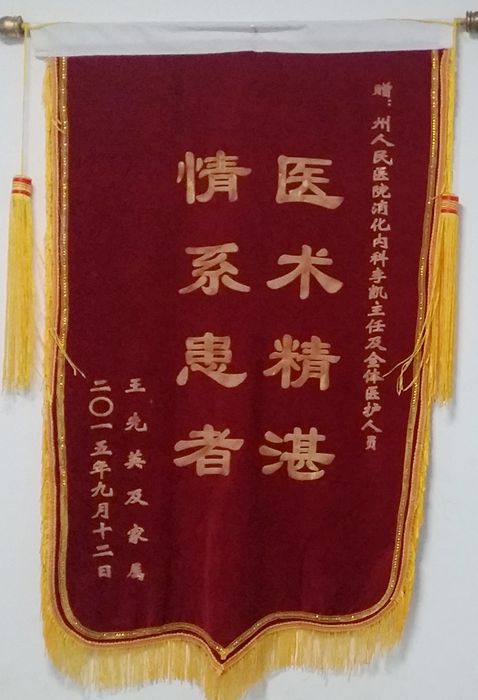 赠：州人民医院消化内科李凯主任及全体医护人员
医术精湛
情系患者
王先英及家属
二〇一五年九月十二日